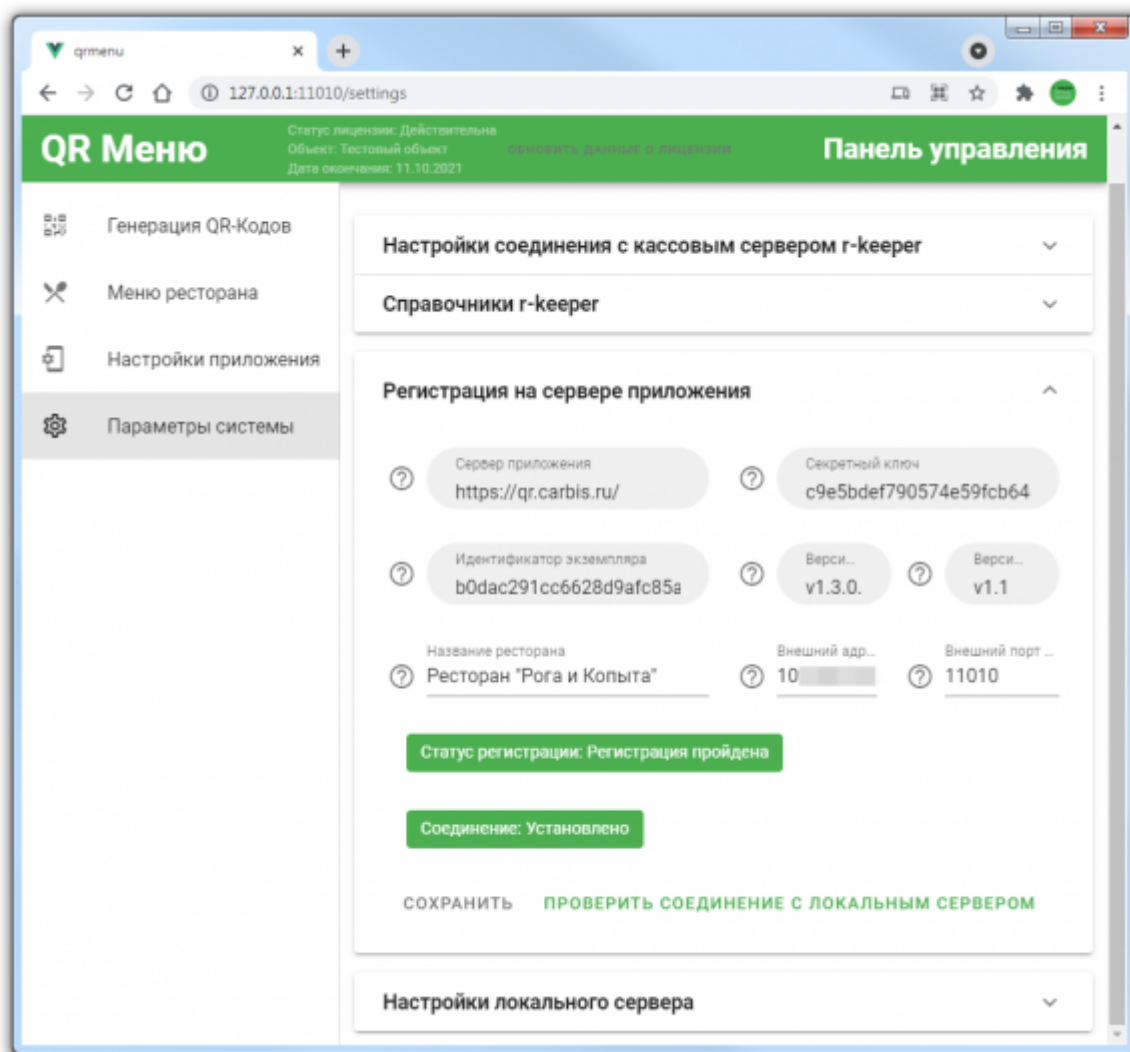 qrmenu
127.0.0.1:11010/settings
QR Меню
Статус лицензии: Действительна
Объект: Тестовый объект
Дата окончания: 11.10.2021
ОБНОВИТЬ ДАННЫЕ О ЛИЦЕНЗИИ
Панель управления
Генерация QR-Кодов
Меню ресторана
Настройки приложения
Параметры системы
Настройки соединения с кассовым сервером r-keeper
Справочники r-keeper
Регистрация на сервере приложения
Сервер приложения
https://qr.carbis.ru/
Секретный ключ
c9e5bdef790574e59fcb64
Идентификатор экземпляра
b0dac291cc6628d9afc85a
Верси...
v1.3.0.
Верси...
v1.1
Название ресторана
Ресторан "Рога и Копыта"
Внешний адр...
10
Внешний порт ...
11010
Статус регистрации: Регистрация пройдена
Соединение: Установлено
СОХРАНИТЬ
ПРОВЕРИТЬ СОЕДИНЕНИЕ С ЛОКАЛЬНЫМ СЕРВЕРОМ
Настройки локального сервера